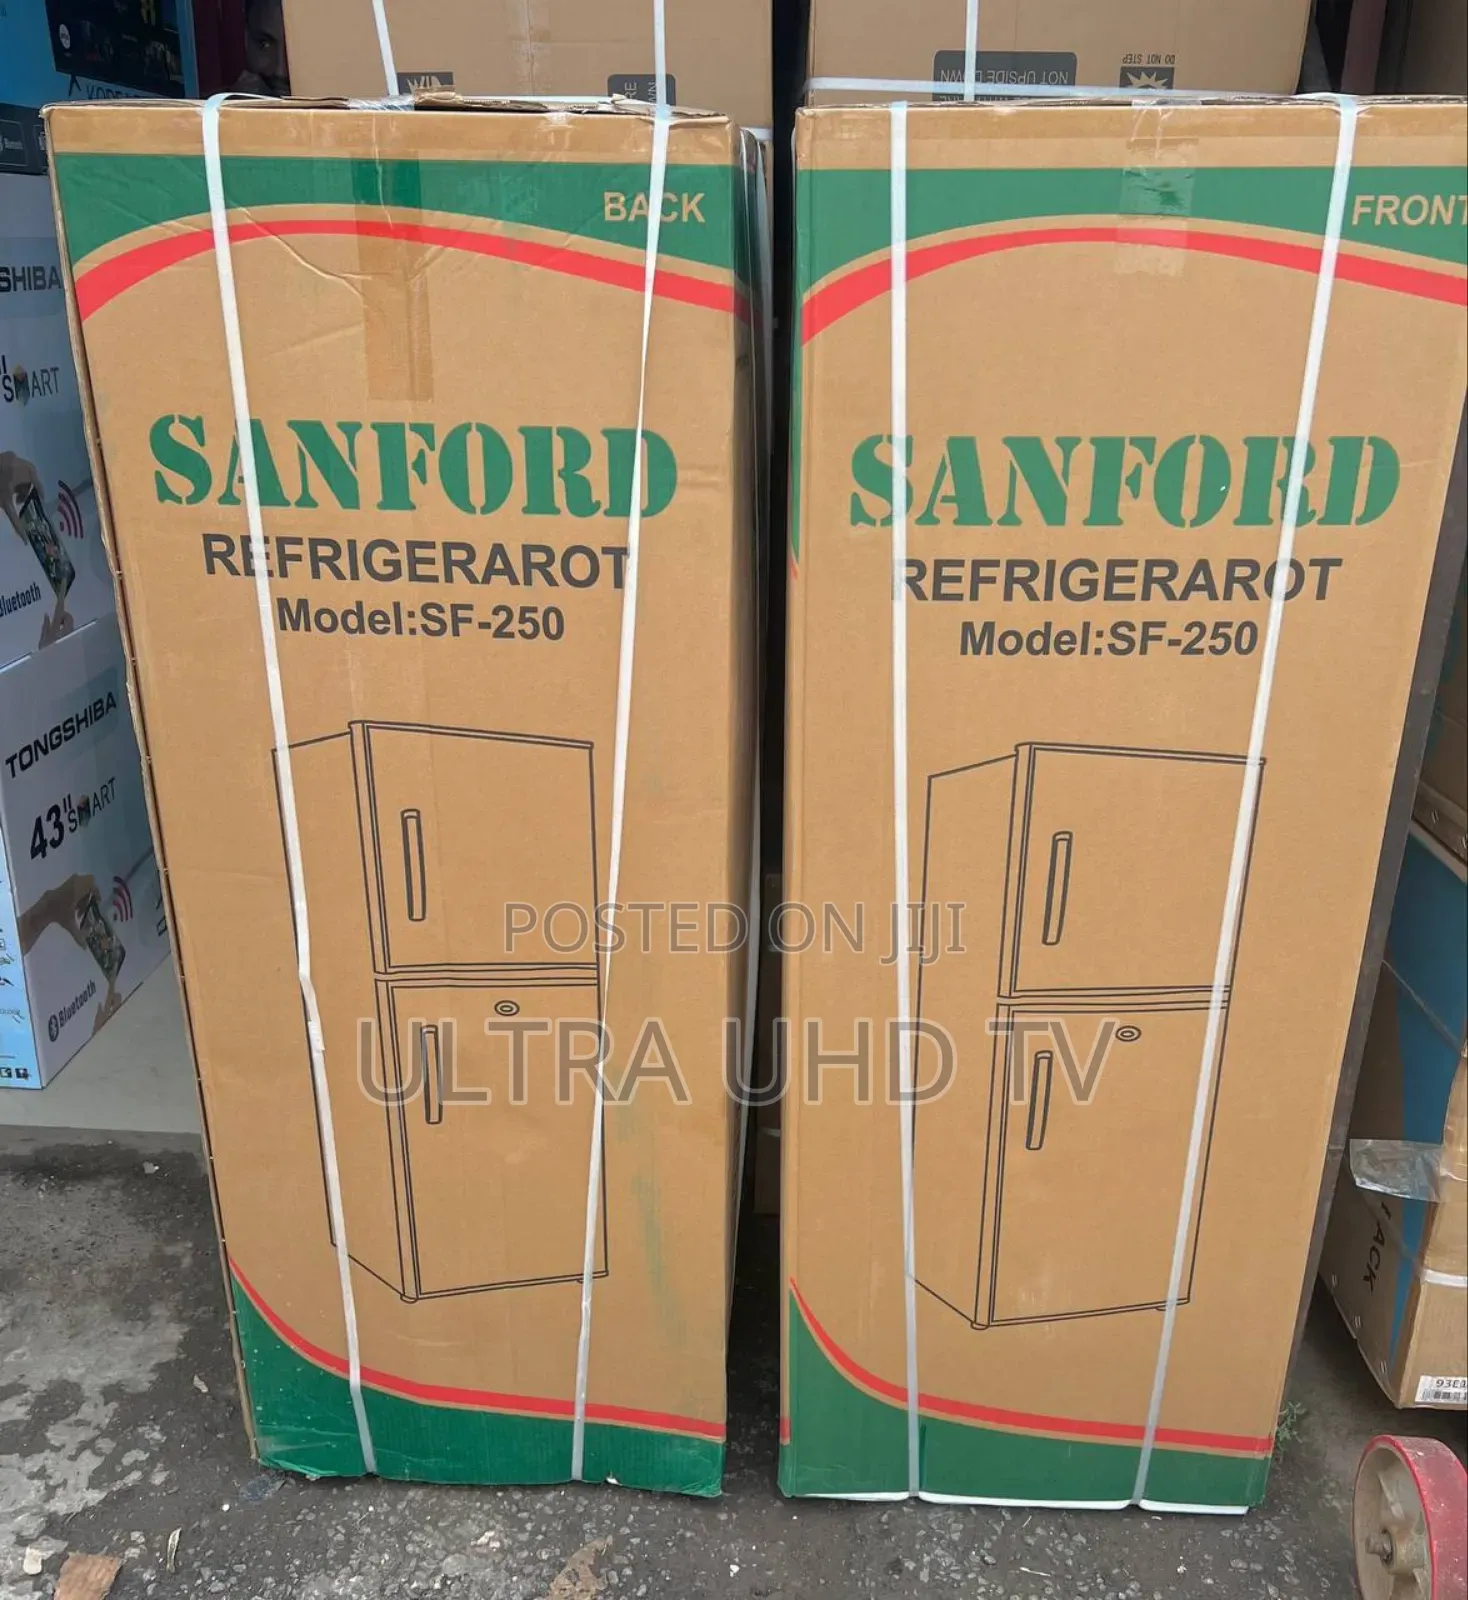 DO NOT STEP
NOT UPSIDE DOWN
BACK
SANFORD
REFRIGERAROT
Model:SF-250
FRONT
SANFORD
REFRIGERAROT
Model:SF-250
SHIBA
SMART
Bluetooth
TONGSHIBA
43" SMART
Bluetooth
POSTED ON JIJI
ULTRA UHD TV
BACK